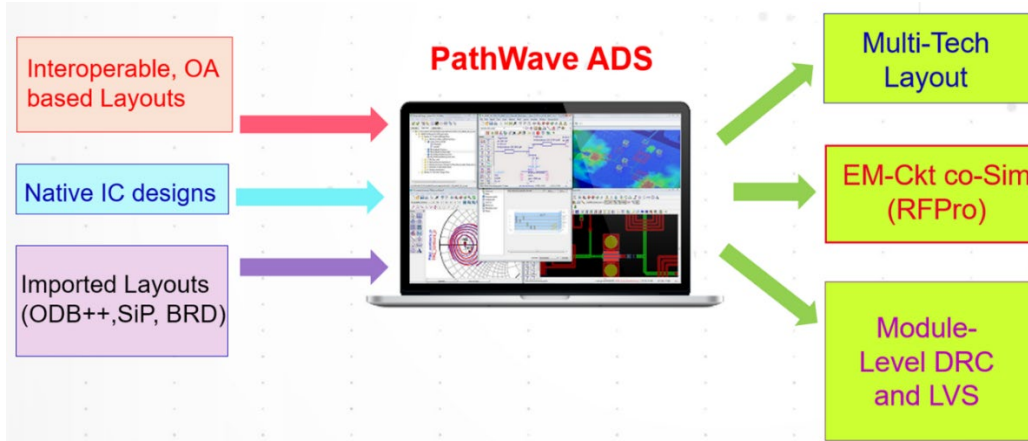 PathWave ADS
Interoperable, OA
based Layouts
Native IC designs
Imported Layouts
(ODB++,SiP, BRD)
Multi-Tech
Layout
EM-Ckt co-Sim
(RFPro)
Module-
Level DRC
and LVS